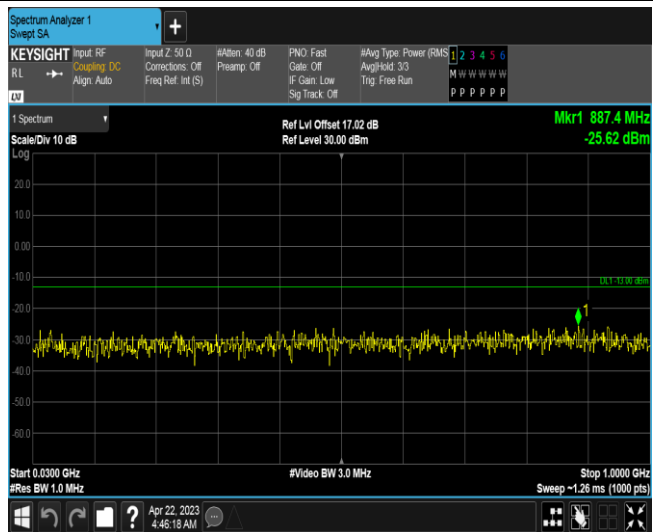 Spectrum Analyzer 1
Swept SA
+
KEYSIGHT
RL
LXI
Input: RF
Coupling: DC
Align: Auto
Input Z: 50 Ω
Corrections: Off
Freq Ref: Int (S)
#Atten: 40 dB
Preamp: Off
PNO: Fast
Gate: Off
IF Gain: Low
Sig Track: Off
#Avg Type: Power (RMS
Avg|Hold: 3/3
Trig: Free Run
1 2 3 4 5 6
M W W W W W
P P P P P P
1 Spectrum
Scale/Div 10 dB
Log
Ref Lvl Offset 17.02 dB
Ref Level 30.00 dBm
Mkr1 887.4 MHz
-25.62 dBm
20.0
10.0
0.00
-10.0
DL1 -13.00 dBm
-20.0
1
-30.0
-40.0
-50.0
-60.0
Start 0.0300 GHz
#Res BW 1.0 MHz
#Video BW 3.0 MHz
Stop 1.0000 GHz
Sweep ~1.26 ms (1000 pts)
?
Apr 22, 2023
4:46:18 AM